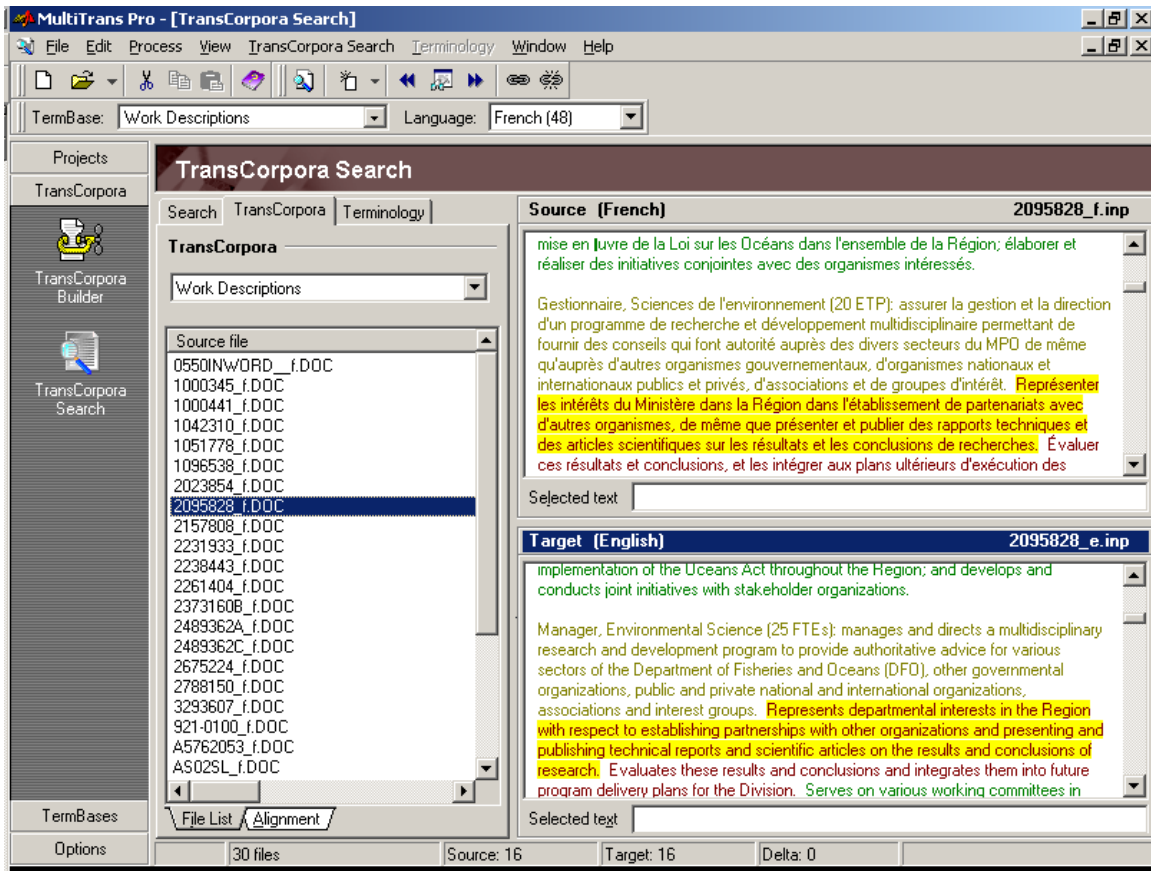 MultiTrans Pro - [TransCorpora Search]
File Edit Process View TransCorpora Search Terminology Window Help
TermBase: Work Descriptions Language: French (48)
Projects
TransCorpora
TransCorpora
Builder
TransCorpora
Search
TermBases
Options
TransCorpora Search
Search TransCorpora Terminology
TransCorpora
Work Descriptions
Source file
0550INWORD__f.DOC
1000345_f.DOC
1000441_f.DOC
1042310_f.DOC
1051778_f.DOC
1096538_f.DOC
2023854_f.DOC
2095828_f.DOC
2157808_f.DOC
2231933_f.DOC
2238443_f.DOC
2261404_f.DOC
2373160B_f.DOC
2489362A_f.DOC
2489362C_f.DOC
2675224_f.DOC
2788150_f.DOC
3293607_f.DOC
921-0100_f.DOC
A5762053_f.DOC
AS02SL_f.DOC
File List Alignment
Source (French) 2095828_f.inp
mise en luvre de la Loi sur les Océans dans l'ensemble de la Région; élaborer et
réaliser des initiatives conjointes avec des organismes intéressés.
Gestionnaire, Sciences de l'environnement (20 ETP): assurer la gestion et la direction
d'un programme de recherche et développement multidisciplinaire permettant de
fournir des conseils qui font autorité auprès des divers secteurs du MPO de même
qu'auprès d'autres organismes gouvernementaux, d'organismes nationaux et
internationaux publics et privés, d'associations et de groupes d'intérêt. Représenter
les intérêts du Ministère dans la Région dans l'établissement de partenariats avec
d'autres organismes, de même que présenter et publier des rapports techniques et
des articles scientifiques sur les résultats et les conclusions de recherches. Évaluer
ces résultats et conclusions, et les intégrer aux plans ultérieurs d'exécution des
Selected text
Target (English) 2095828_e.inp
implementation of the Oceans Act throughout the Region; and develops and
conducts joint initiatives with stakeholder organizations.
Manager, Environmental Science (25 FTEs): manages and directs a multidisciplinary
research and development program to provide authoritative advice for various
sectors of the Department of Fisheries and Oceans (DFO), other governmental
organizations, public and private national and international organizations,
associations and interest groups. Represents departmental interests in the Region
with respect to establishing partnerships with other organizations and presenting and
publishing technical reports and scientific articles on the results and conclusions of
research. Evaluates these results and conclusions and integrates them into future
program delivery plans for the Division. Serves on various working committees in
Selected text
30 files Source: 16 Target: 16 Delta: 0